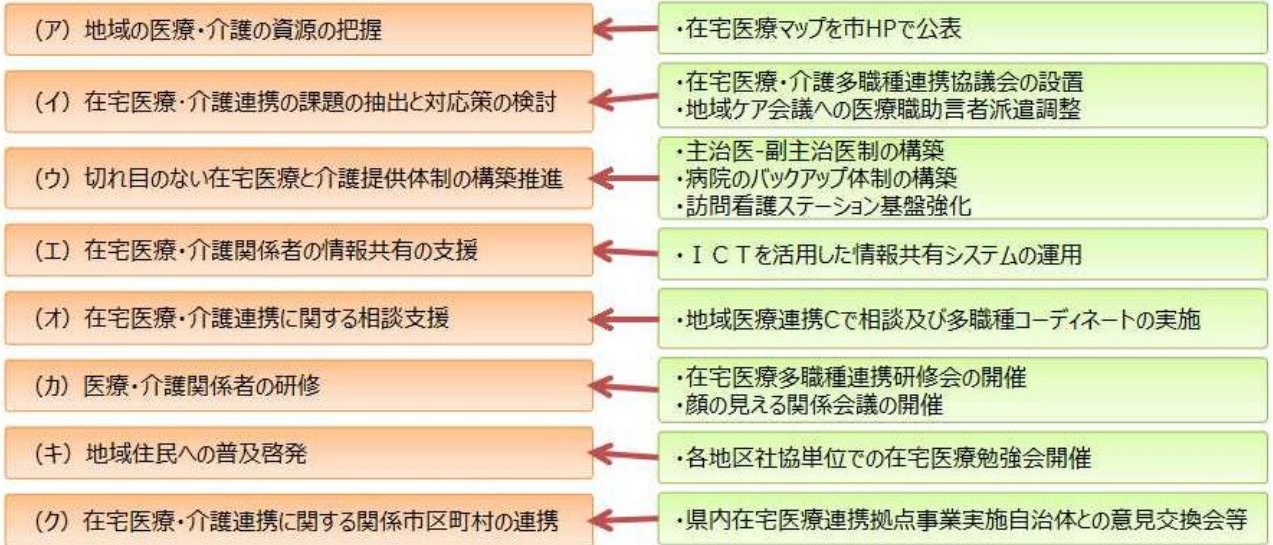 (ア) 地域の医療・介護の資源の把握
・在宅医療マップを市HPで公表
(イ) 在宅医療・介護連携の課題の抽出と対応策の検討
・在宅医療・介護多職種連携協議会の設置
・地域ケア会議への医療職助言者派遣調整
(ウ) 切れ目のない在宅医療と介護提供体制の構築推進
・主治医-副主治医制の構築
・病院のバックアップ体制の構築
・訪問看護ステーション基盤強化
(エ) 在宅医療・介護関係者の情報共有の支援
・ＩＣＴを活用した情報共有システムの運用
(オ) 在宅医療・介護連携に関する相談支援
・地域医療連携Cで相談及び多職種コーディネートの実施
(カ) 医療・介護関係者の研修
・在宅医療多職種連携研修会の開催
・顔の見える関係会議の開催
(キ) 地域住民への普及啓発
・各地区社協単位での在宅医療勉強会開催
(ク) 在宅医療・介護連携に関する関係市区町村の連携
・県内在宅医療連携拠点事業実施自治体との意見交換会等